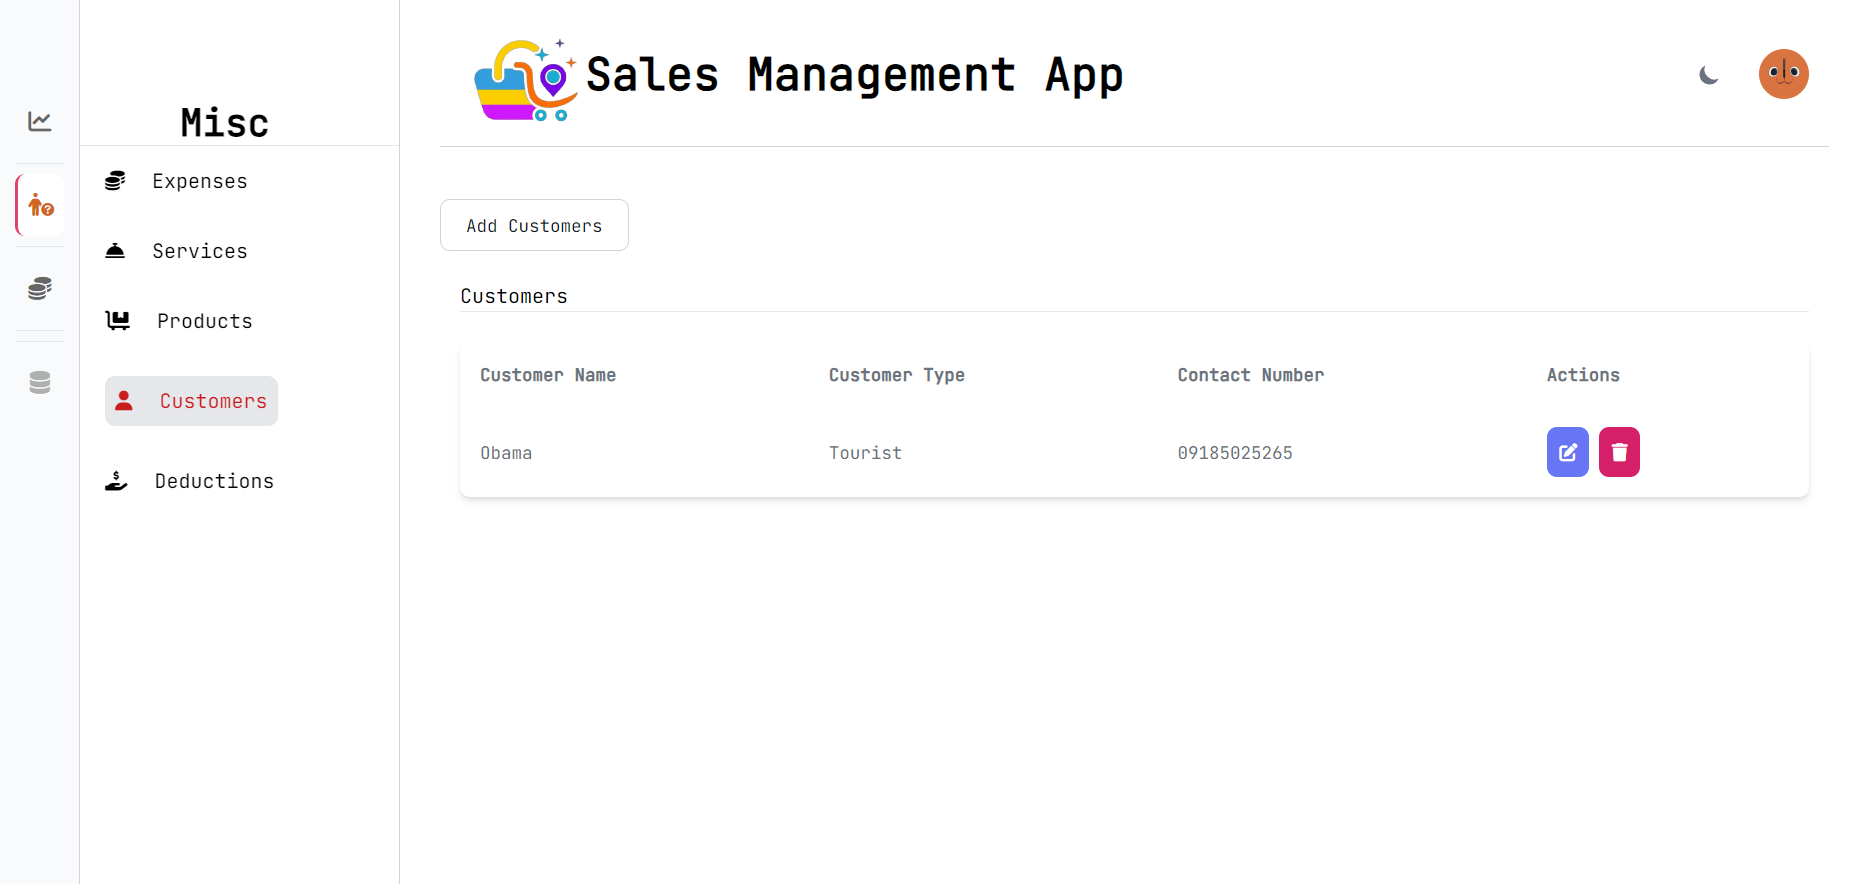 Sales Management App
Misc
Expenses
Services
Products
Customers
Deductions
Add Customers
Customers
Customer Name Customer Type Contact Number Actions
Obama Tourist 09185025265